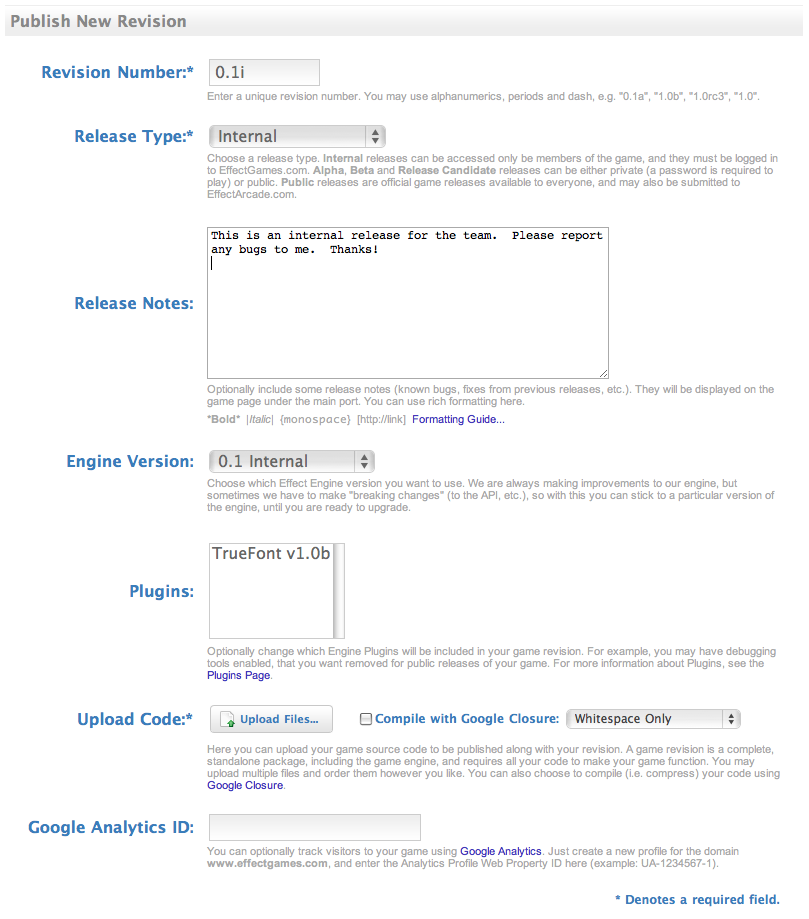 Publish New Revision
Revision Number:*
0.1i
Enter a unique revision number. You may use alphanumerics, periods and dash, e.g. "0.1a", "1.0b", "1.0rc3", "1.0".
Release Type:*
Internal
Choose a release type. Internal releases can be accessed only be members of the game, and they must be logged in
to EffectGames.com. Alpha, Beta and Release Candidate releases can be either private (a password is required to
play) or public. Public releases are official game releases available to everyone, and may also be submitted to
EffectArcade.com.
This is an internal release for the team.  Please report
any bugs to me.  Thanks!
Release Notes:
Optionally include some release notes (known bugs, fixes from previous releases, etc.). They will be displayed on the
game page under the main port. You can use rich formatting here.
*Bold* |Italic| {monospace} [http://link] Formatting Guide...
Engine Version:
0.1 Internal
Choose which Effect Engine version you want to use. We are always making improvements to our engine, but
sometimes we have to make "breaking changes" (to the API, etc.), so with this you can stick to a particular version of
the engine, until you are ready to upgrade.
TrueFont v1.0b
Plugins:
Optionally change which Engine Plugins will be included in your game revision. For example, you may have debugging
tools enabled, that you want removed for public releases of your game. For more information about Plugins, see the
Plugins Page.
Upload Code:*
Upload Files...
Compile with Google Closure:
Whitespace Only
Here you can upload your game source code to be published along with your revision. A game revision is a complete,
standalone package, including the game engine, and requires all your code to make your game function. You may
upload multiple files and order them however you like. You can also choose to compile (i.e. compress) your code using
Google Closure.
Google Analytics ID:
You can optionally track visitors to your game using Google Analytics. Just create a new profile for the domain
www.effectgames.com, and enter the Analytics Profile Web Property ID here (example: UA-1234567-1).
* Denotes a required field.